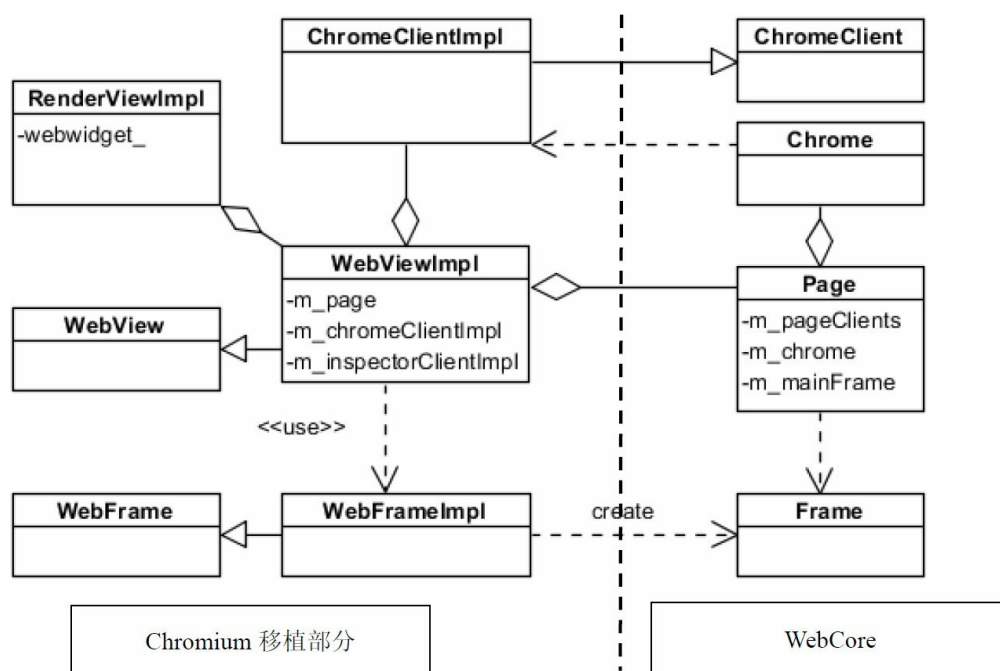 ChromeClientImpl
ChromeClient
RenderViewImpl
-webwidget_
Chrome
WebViewImpl
-m_page
-m_chromeClientImpl
-m_inspectorClientImpl
Page
-m_pageClients
-m_chrome
-m_mainFrame
WebView
<<use>>
WebFrame
WebFrameImpl
create
Frame
Chromium 移植部分
WebCore